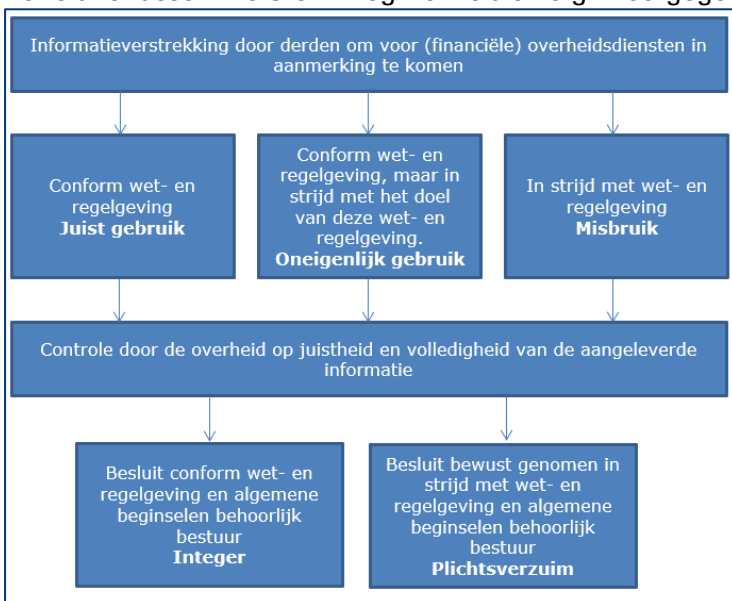 Informatieverstrekking door derden om voor (financiële) overheidsdiensten in
aanmerking te komen
Conform wet- en
regelgeving
Juist gebruik
Conform wet- en
regelgeving, maar in
strijd met het doel
van deze wet- en
regelgeving.
Oneigenlijk gebruik
In strijd met wet- en
regelgeving
Misbruik
Controle door de overheid op juistheid en volledigheid van de aangeleverde
informatie
Besluit conform wet- en
regelgeving en algemene
beginselen behoorlijk
bestuur
Integer
Besluit bewust genomen in
strijd met wet- en
regelgeving en algemene
beginselen behoorlijk
bestuur
Plichtsverzuim